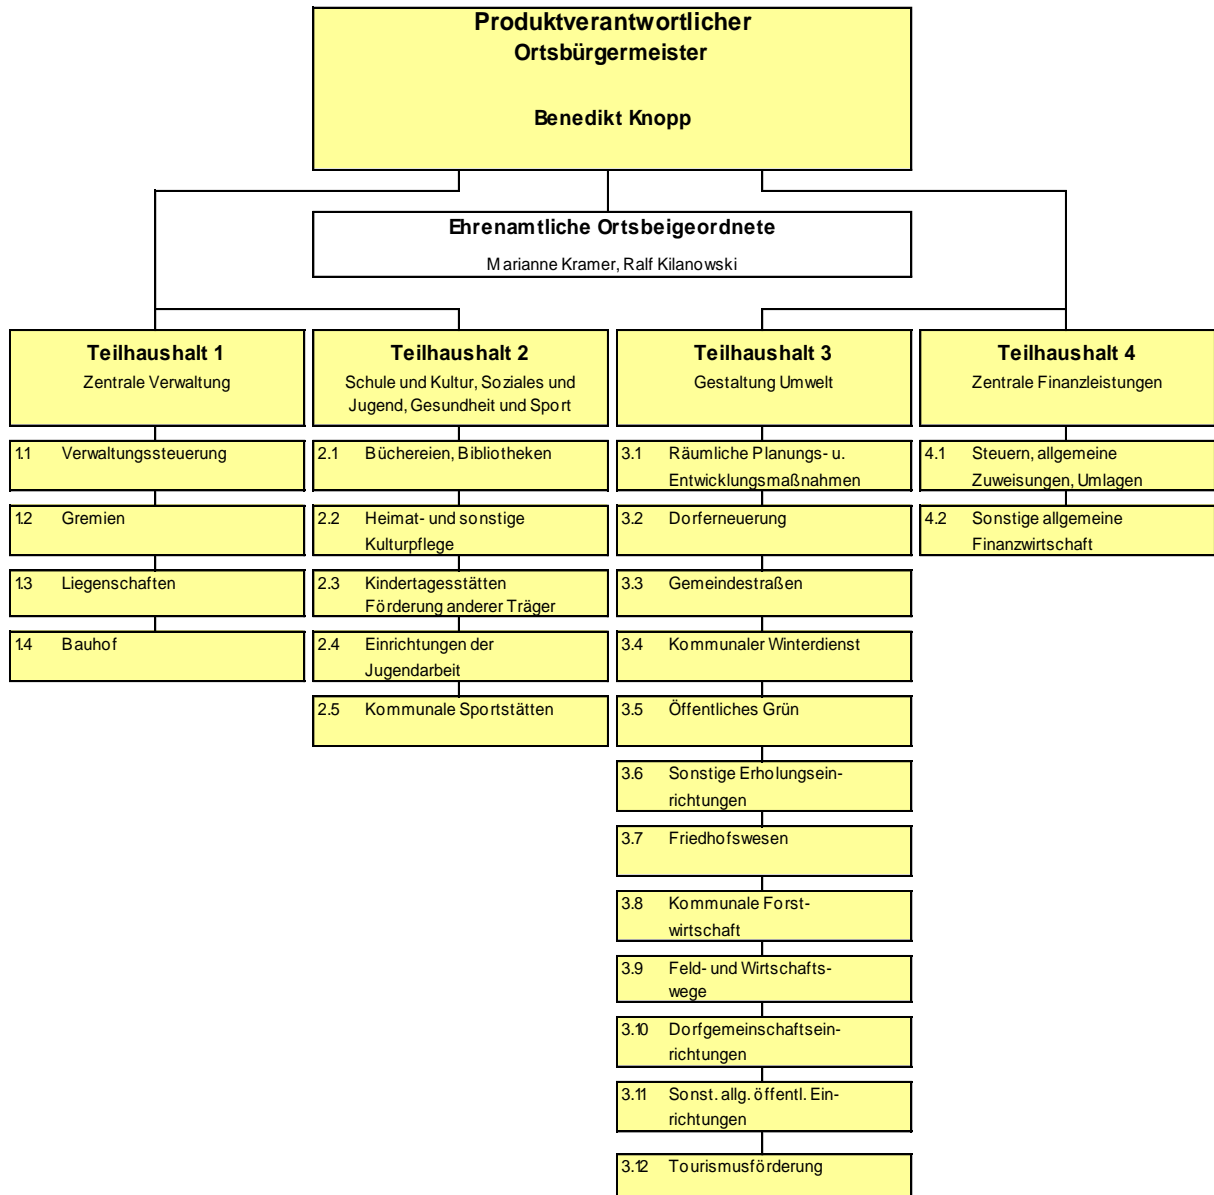 Produktverantwortlicher
Ortsbürgermeister
Benedikt Knopp
Ehrenamtliche Ortsbeigeordnete
Marianne Kramer, Ralf Kilanowski
Teilhaushalt 1
Zentrale Verwaltung
1.1 Verwaltungssteuerung
1.2 Gremien
1.3 Liegenschaften
1.4 Bauhof
Teilhaushalt 2
Schule und Kultur, Soziales und
Jugend, Gesundheit und Sport
2.1 Büchereien, Bibliotheken
2.2 Heimat- und sonstige
Kulturpflege
2.3 Kindertagesstätten
Förderung anderer Träger
2.4 Einrichtungen der
Jugendarbeit
2.5 Kommunale Sportstätten
Teilhaushalt 3
Gestaltung Umwelt
3.1 Räumliche Planungs- u.
Entwicklungsmaßnahmen
3.2 Dorferneuerung
3.3 Gemeindestraßen
3.4 Kommunaler Winterdienst
3.5 Öffentliches Grün
3.6 Sonstige Erholungsein-
richtungen
3.7 Friedhofswesen
3.8 Kommunale Forst-
wirtschaft
3.9 Feld- und Wirtschafts-
wege
3.10 Dorfgemeinschaftsein-
richtungen
3.11 Sonst. allg. öffentl. Ein-
richtungen
3.12 Tourismusförderung
Teilhaushalt 4
Zentrale Finanzleistungen
4.1 Steuern, allgemeine
Zuweisungen, Umlagen
4.2 Sonstige allgemeine
Finanzwirtschaft